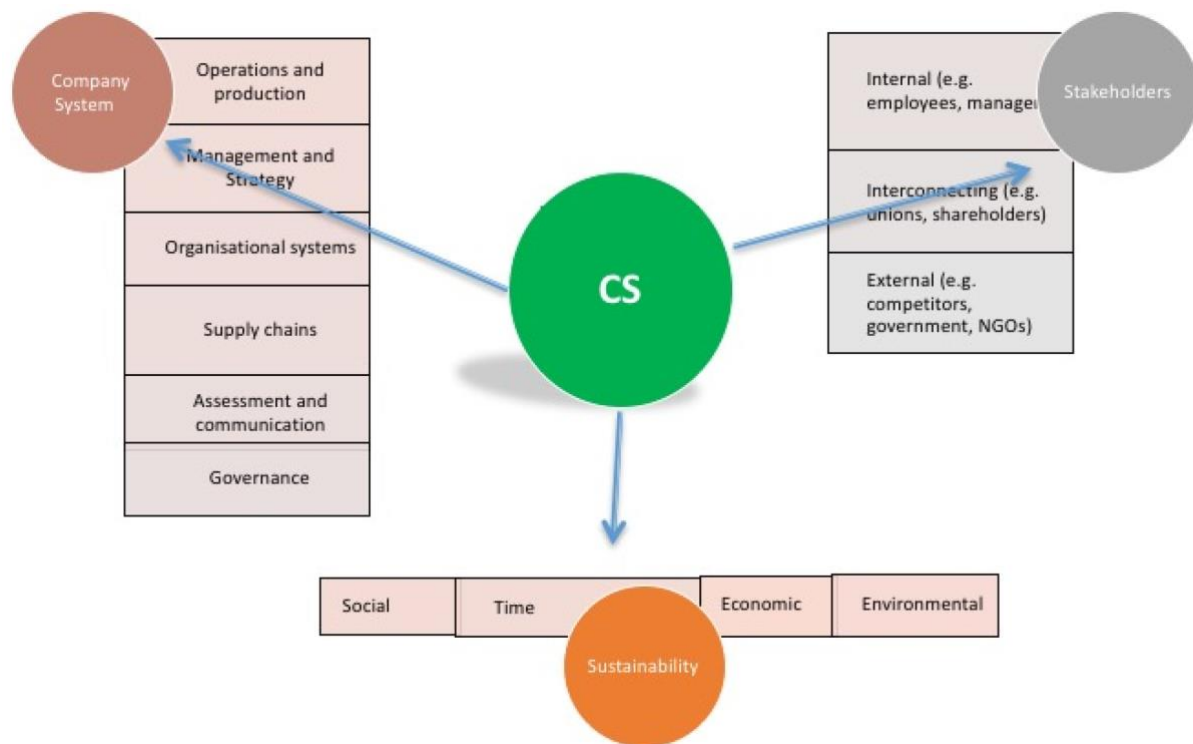 Company
System
Operations and
production
Management and
Strategy
Organisational systems
Supply chains
Assessment and
communication
Governance
CS
Internal (e.g.
employees,
Stakeholders
Interconnecting (e.g.
unions, shareholders)
External (e.g.
competitors,
government, NGOs)
Social
Time
Economic
Environmental
Sustainability